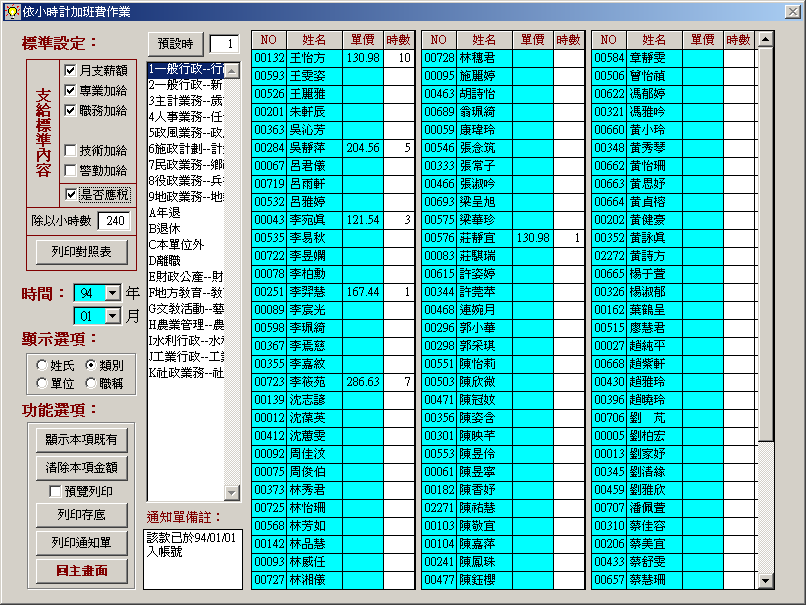 依小時計加班費作業
標準設定：
支給標準內容
月支薪額
專業加給
職務加給
技術加給
警勤加給
是否應稅
除以小時數 240
列印對照表
時間： 94 年
01 月
顯示選項：
姓氏 類別
單位 職稱
功能選項：
顯示本項既有
清除本項金額
預覽列印
列印存底
列印通知單
回主畫面
預設時 1
1一般行政--行
2一般行政--新
3主計業務--歲
4人事業務--任
5政風業務--政
6施政計劃--計
7民政業務--鄉
8役政業務--兵
9地政業務--地
A年退
B退休
C本單位外
D離職
E財政公產--財
F地方教育--教
G文教活動--藝
H農業管理--農
I水利行政--水
J工業行政--工
K社政業務--社
通知單備註：
該款已於94/01/01
入帳號
NO 姓名 單價 時數
00132 王怡方 130.98 10
00593 王雯姿
00526 王麗雅
00201 朱軒辰
00363 吳沁芳
00284 吳靜萍 204.56 5
00067 呂君儀
00719 呂雨軒
00532 呂雅婷
00043 李宛真 121.54 3
00535 李易秋
00722 李昱嫺
00078 李柏勳
00251 李羿慧 167.44 1
00089 李宸光
00598 李珮綺
00367 李焉慈
00355 李嘉紋
00723 李筱苑 286.63 7
00139 沈志諺
00012 沈葆英
00412 沈蕙雯
00092 周佳汶
00075 周俊伯
00373 林秀君
00725 林怡珊
00568 林芳如
00142 林品慧
00093 林威任
00727 林湘儀
NO 姓名 單價 時數
00728 林穗君
00095 施麗婷
00463 胡詩怡
00689 翁珮綺
00059 康瑋玲
00546 張念筑
00333 張常子
00466 張淑吟
00693 梁呈旭
00575 梁華珍
00576 莊靜宜 130.98 1
00083 莊騏瑞
00615 許姿婷
00344 許莞苹
00468 連婉月
00296 郭小華
00298 郭采琪
00551 陳怡莉
00503 陳欣微
00471 陳冠妏
00356 陳姿含
00301 陳映芊
00553 陳昱伶
00061 陳昱寧
00182 陳香妤
02271 陳祐慧
00103 陳敬宜
00104 陳嘉萍
00241 陳鳳珠
00477 陳鈺櫻
NO 姓名 單價 時數
00584 章靜雯
00506 曾怡禎
00622 馮郁婷
00321 馮雅吟
00660 黃小玲
00348 黃秀琴
00662 黃怡珊
00663 黃思妤
00664 黃貞榕
00202 黃健豪
00352 黃詠真
02272 黃詩方
00665 楊于萱
00326 楊淑郁
00162 葉鶴呈
00515 廖慧君
00027 趙純平
00668 趙紫軒
00430 趙雅玲
00396 趙曉玲
00706 劉　芃
00005 劉柏宏
00013 劉家妤
00345 劉清緣
00459 劉雅欣
00707 潘佩萱
00310 蔡佳容
00206 蔡美宜
00433 蔡舒雯
00657 蔡慧珊